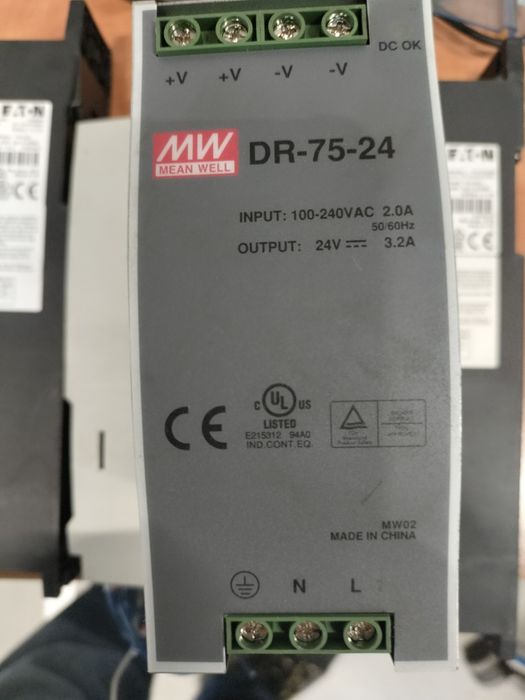 +V +V -V -V
DC OK
MW
MEAN WELL
DR-75-24
INPUT: 100-240VAC 2.0A
50/60Hz
OUTPUT: 24V 3.2A
C UL US
LISTED
E215312 94A0
IND.CONT.EQ.
CE
MW02
MADE IN CHINA
N L